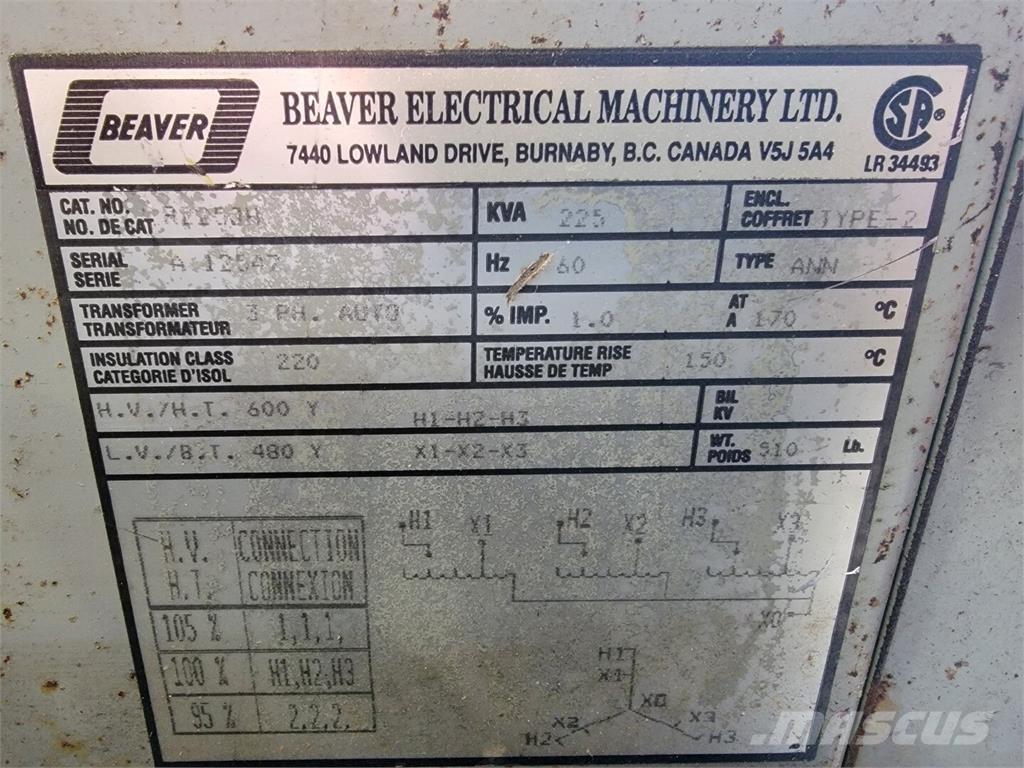 BEAVER
BEAVER ELECTRICAL MACHINERY LTD.
7440 LOWLAND DRIVE, BURNABY, B.C. CANADA V5J 5A4
LR 34493
CAT. NO.
NO. DE CAT
KVA 225
ENCL.
COFFRET TYPE-2
SERIAL
SERIE
Hz 60
TYPE ANN
TRANSFORMER
TRANSFORMATEUR
3 PH. AUTO
% IMP. 1.0
AT
A
170 °C
INSULATION CLASS
CATEGORIE D'ISOL
220
TEMPERATURE RISE
HAUSSE DE TEMP
150 °C
H.V./H.T. 600 Y H1-H2-H3
BIL
KV
L.V./B.T. 480 Y X1-X2-X3
WT.
POIDS
Lb.
H.V. CONNECTION
H.T. CONNEXION
105 % 1,1,1,
100 % H1,H2,H3
95 % 2,2,2,
H1 X1 H2 X2 H3 X3
X0
H1
X1
X0
X2 X3
H2 H3
MASCUS